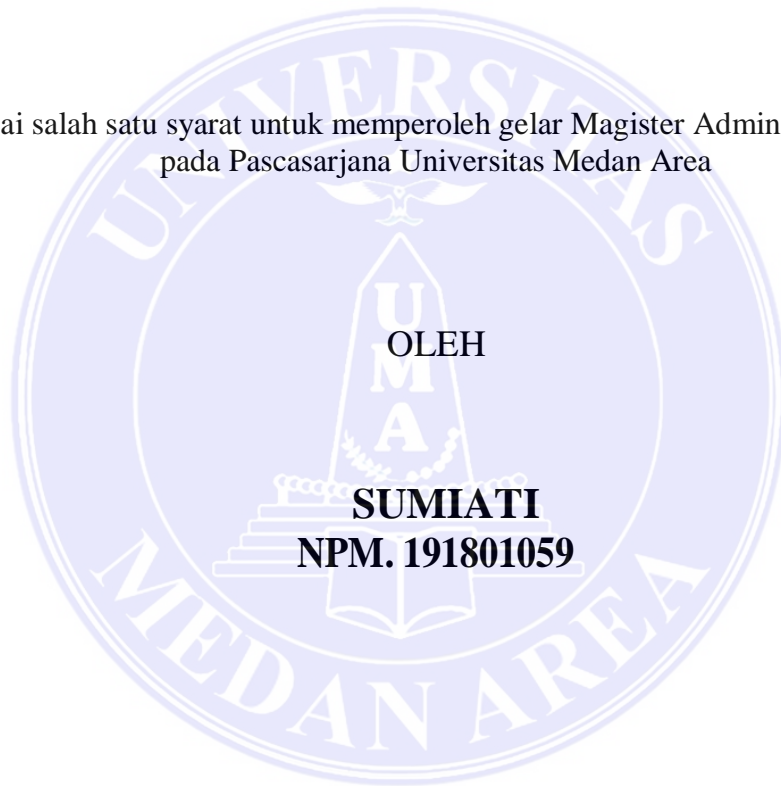 ai salah satu syarat untuk memperoleh gelar Magister Admin
pada Pascasarjana Universitas Medan Area
UNIVERSITAS
UMA
OLEH
SUMIATI
NPM. 191801059
MEDAN AREA